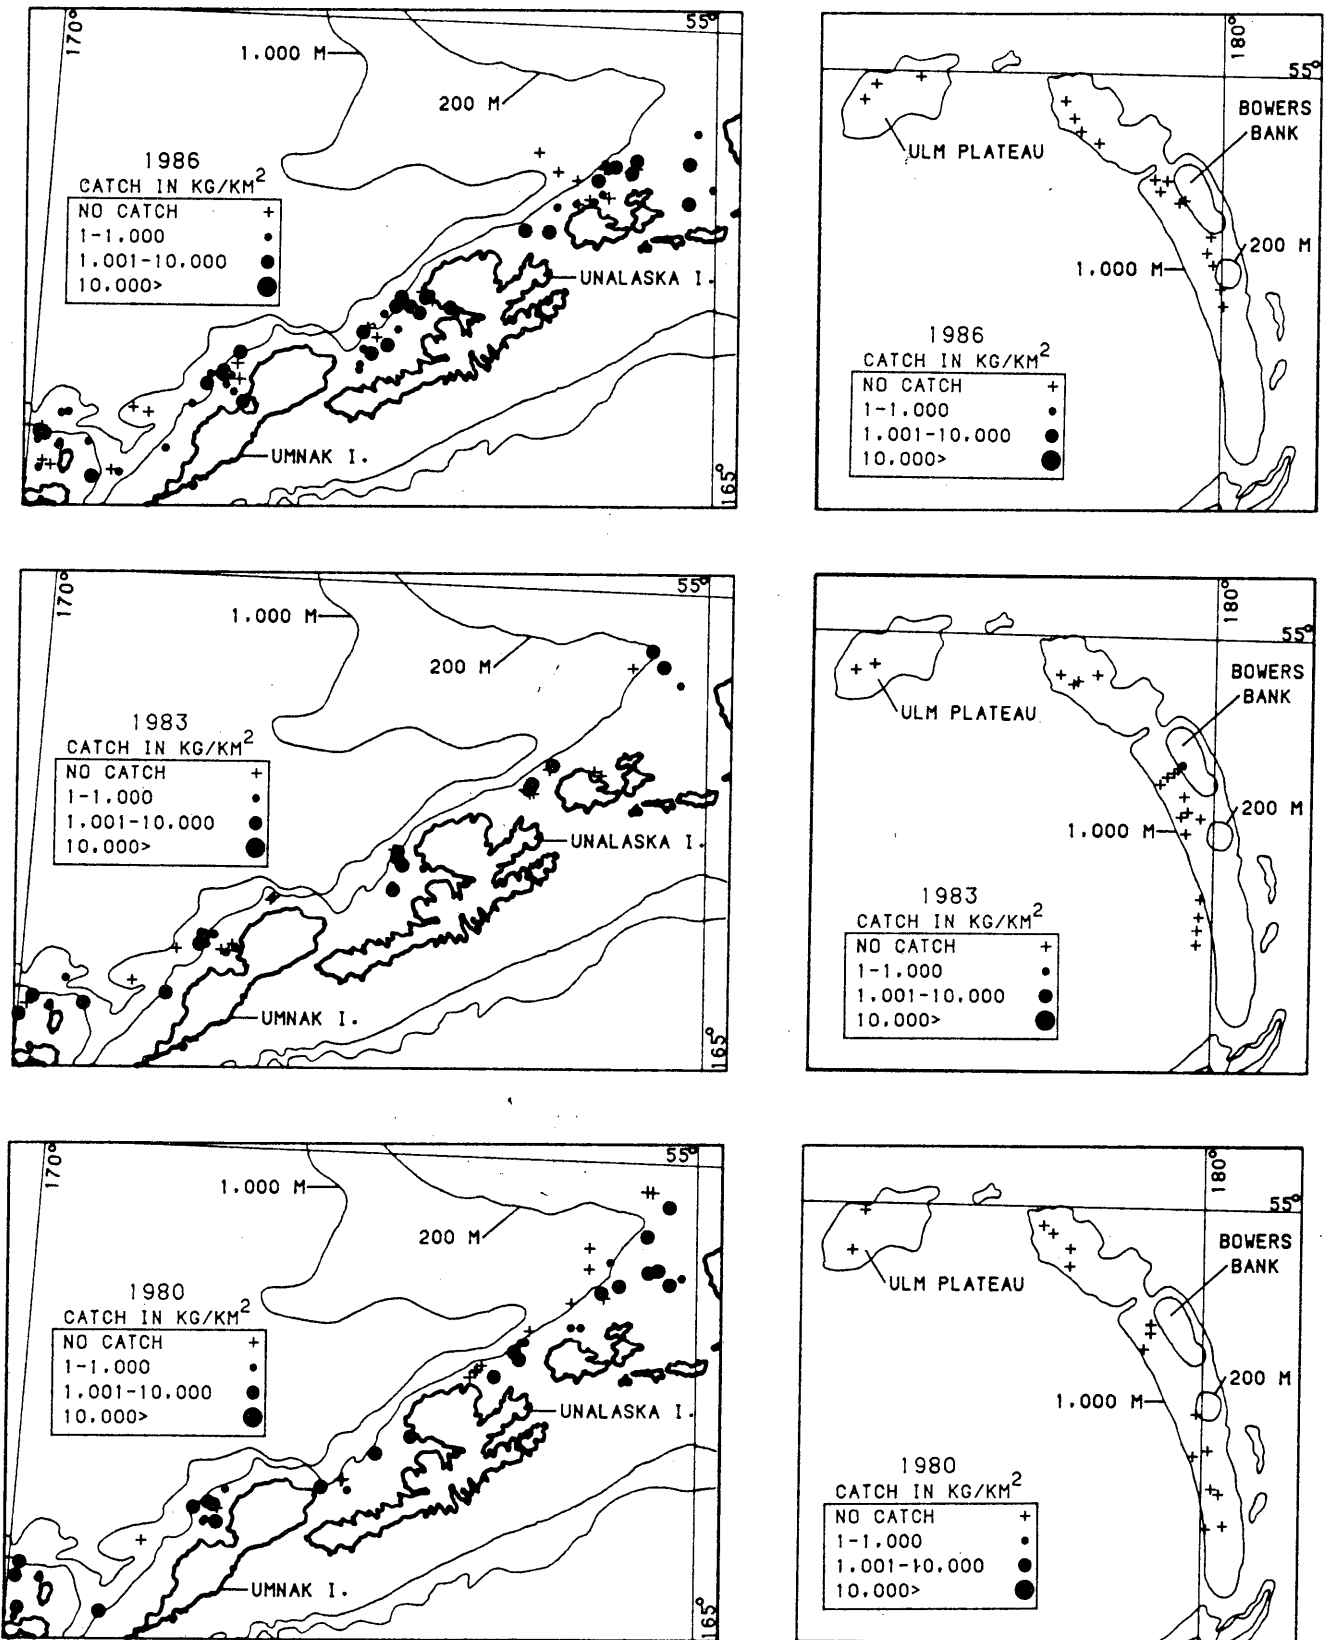 170°
55°
1.000 M
200 M
1986
CATCH IN KG/KM2
NO CATCH +
1-1.000
1.001-10.000
10.000>
UNALASKA I.
UMNAK I.
165°
180°
55°
BOWERS
BANK
ULM PLATEAU
200 M
1.000 M
1986
CATCH IN KG/KM2
NO CATCH +
1-1.000
1.001-10.000
10.000>
170°
55°
1.000 M
200 M
1983
CATCH IN KG/KM2
NO CATCH +
1-1.000
1.001-10.000
10.000>
UNALASKA I.
UMNAK I.
165°
180°
55°
BOWERS
BANK
ULM PLATEAU
200 M
1.000 M
1983
CATCH IN KG/KM2
NO CATCH +
1-1.000
1.001-10.000
10.000>
170°
55°
1.000 M
200 M
1980
CATCH IN KG/KM2
NO CATCH +
1-1.000
1.001-10.000
10.000>
UNALASKA I.
UMNAK I.
165°
180°
55°
BOWERS
BANK
ULM PLATEAU
200 M
1.000 M
1980
CATCH IN KG/KM2
NO CATCH +
1-1.000
1.001-10.000
10.000>